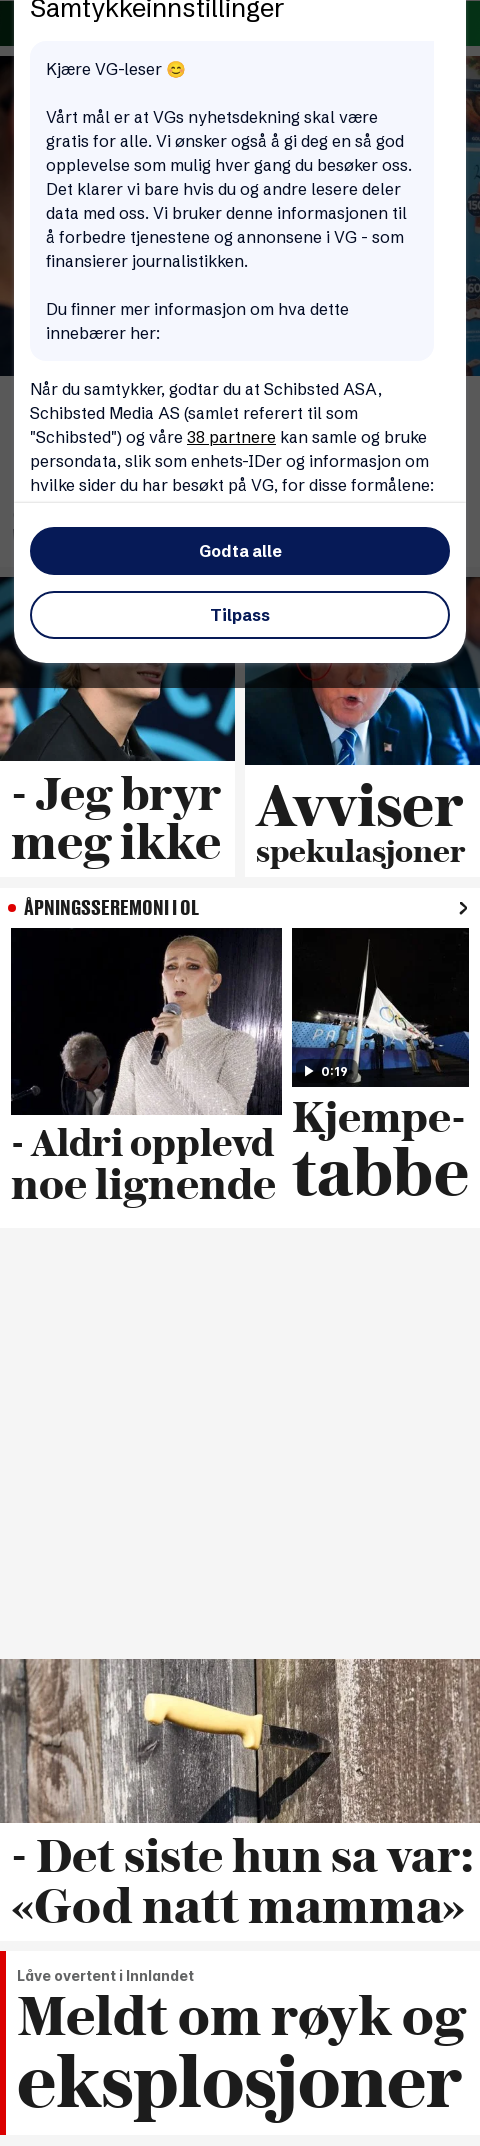 Samtykkeinnstillinger
Kjære VG-leser 😊
Vårt mål er at VGs nyhetsdekning skal være
gratis for alle. Vi ønsker også å gi deg en så god
opplevelse som mulig hver gang du besøker oss.
Det klarer vi bare hvis du og andre lesere deler
data med oss. Vi bruker denne informasjonen til
å forbedre tjenestene og annonsene i VG - som
finansierer journalistikken.
Du finner mer informasjon om hva dette
innebærer her:
Når du samtykker, godtar du at Schibsted ASA,
Schibsted Media AS (samlet referert til som
"Schibsted") og våre 38 partnere kan samle og bruke
persondata, slik som enhets-IDer og informasjon om
hvilke sider du har besøkt på VG, for disse formålene:
Godta alle
Tilpass
- Jeg bryr
meg ikke
Avviser
spekulasjoner
ÅPNINGSSEREMONI I OL
0:19
- Aldri opplevd
noe lignende
Kjempe-
tabbe
- Det siste hun sa var:
«God natt mamma»
Låve overtent i Innlandet
Meldt om røyk og
eksplosjoner